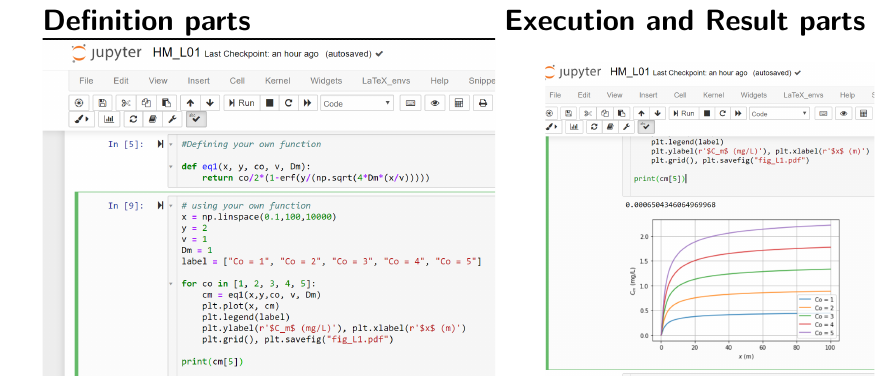 Definition parts
jupyter HM_L01 Last Checkpoint: an hour ago (autosaved)
File Edit View Insert Cell Kernel Widgets LaTeX_envs Help Snippe
Run Code
In [5]: #Defining your own function
def eq1(x, y, co, v, Dm):
return co/2*(1-erf(y/(np.sqrt(4*Dm*(x/v)))))
In [9]: # using your own function
x = np.linspace(0.1,100,10000)
y = 2
v = 1
Dm = 1
label = ["Co = 1", "Co = 2", "Co = 3", "Co = 4", "Co = 5"]
for co in [1, 2, 3, 4, 5]:
cm = eq1(x,y,co, v, Dm)
plt.plot(x, cm)
plt.legend(label)
plt.ylabel(r'$C_m$ (mg/L)'), plt.xlabel(r'$x$ (m)')
plt.grid(), plt.savefig("fig_L1.pdf")
print(cm[5])
Execution and Result parts
jupyter HM_L01 Last Checkpoint: an hour ago (autosaved)
File Edit View Insert Cell Kernel Widgets LaTeX_envs Help S
Run Code
plt.legend(label)
plt.ylabel(r'$C_m$ (mg/L)'), plt.xlabel(r'$x$ (m)')
plt.grid(), plt.savefig("fig_L1.pdf")
print(cm[5])
0.0006504346064969968
2.0
1.5
1.0
0.5
0.0
Cm (mg/L)
Co = 1
Co = 2
Co = 3
Co = 4
Co = 5
0 20 40 60 80 100
x (m)